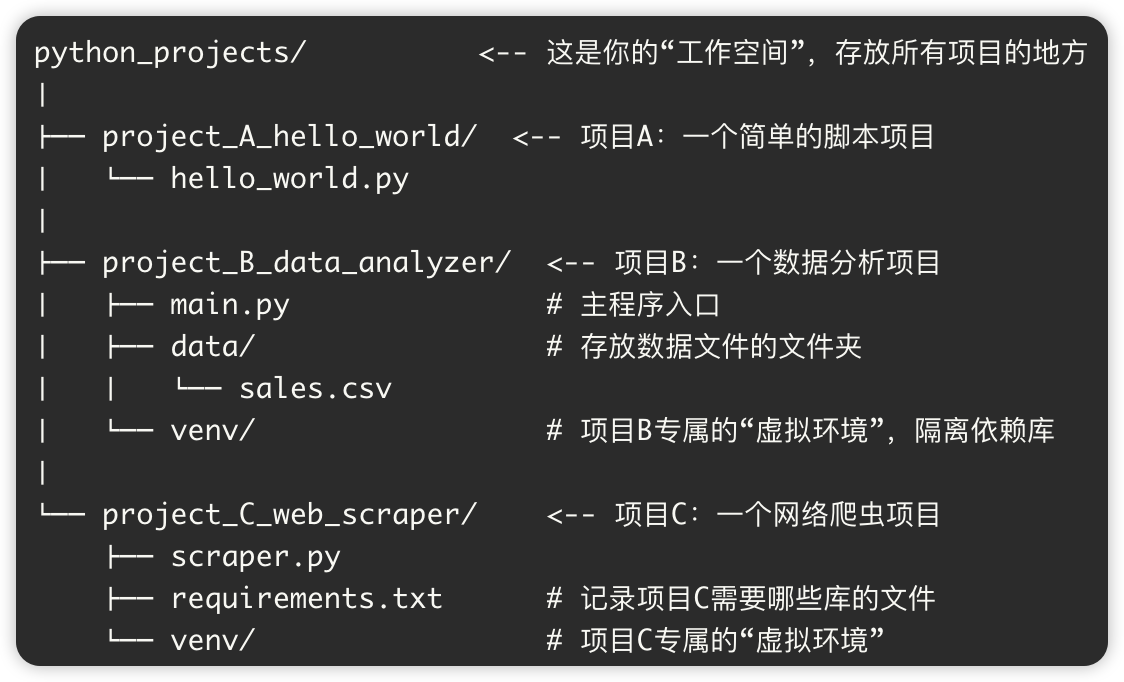 python_projects/          <-- 这是你的“工作空间”，存放所有项目的地方
|
├── project_A_hello_world/  <-- 项目A：一个简单的脚本项目
|   └── hello_world.py
|
├── project_B_data_analyzer/  <-- 项目B：一个数据分析项目
|   ├── main.py               # 主程序入口
|   ├── data/                 # 存放数据文件的文件夹
|   |   └── sales.csv
|   └── venv/                 # 项目B专属的“虚拟环境”，隔离依赖库
|
└── project_C_web_scraper/    <-- 项目C：一个网络爬虫项目
    ├── scraper.py
    ├── requirements.txt      # 记录项目C需要哪些库的文件
    └── venv/                 # 项目C专属的“虚拟环境”